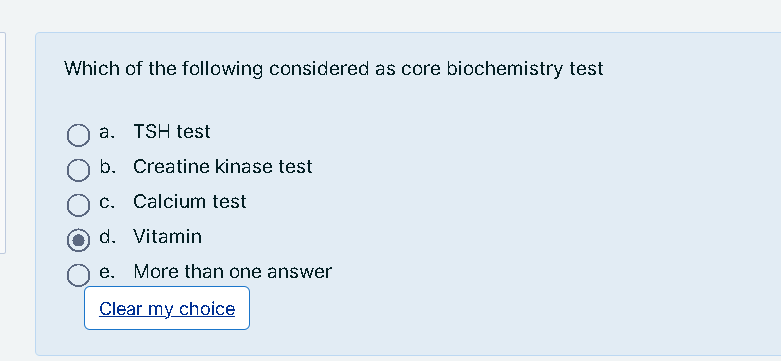 Which of the following considered as core biochemistry test
a. TSH test
b. Creatine kinase test
c. Calcium test
d. Vitamin
e. More than one answer
Clear my choice